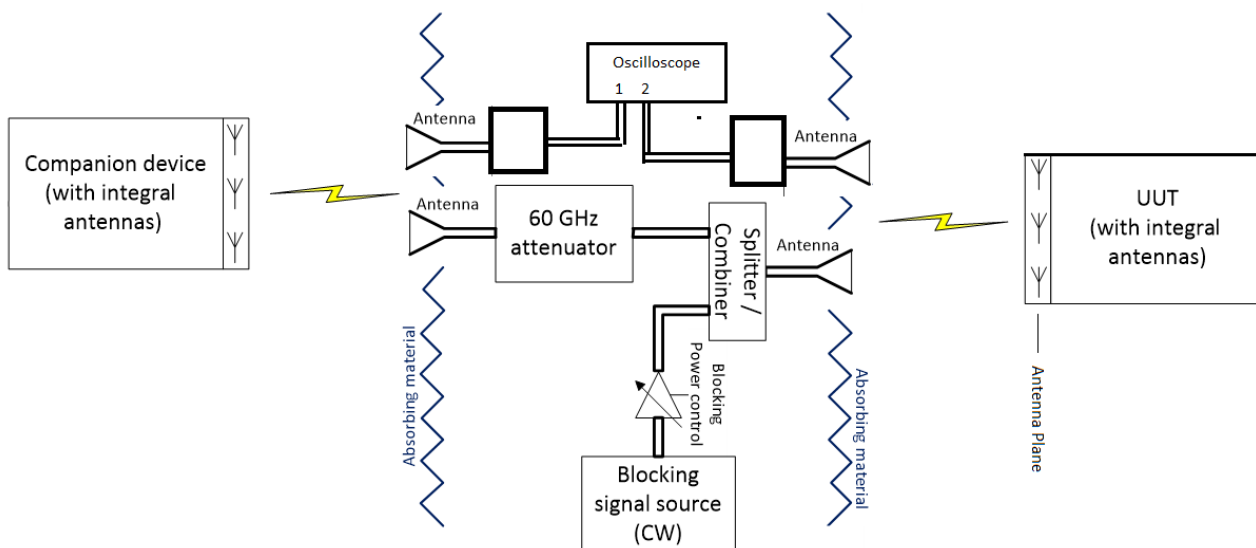 Oscilloscope
1 2
Antenna
Antenna
Companion device
(with integral
antennas)
UUT
(with integral
antennas)
Antenna
60 GHz
attenuator
Splitter /
Combiner
Antenna
Blocking
Power control
Absorbing material
Absorbing material
Antenna Plane
Blocking
signal source
(CW)